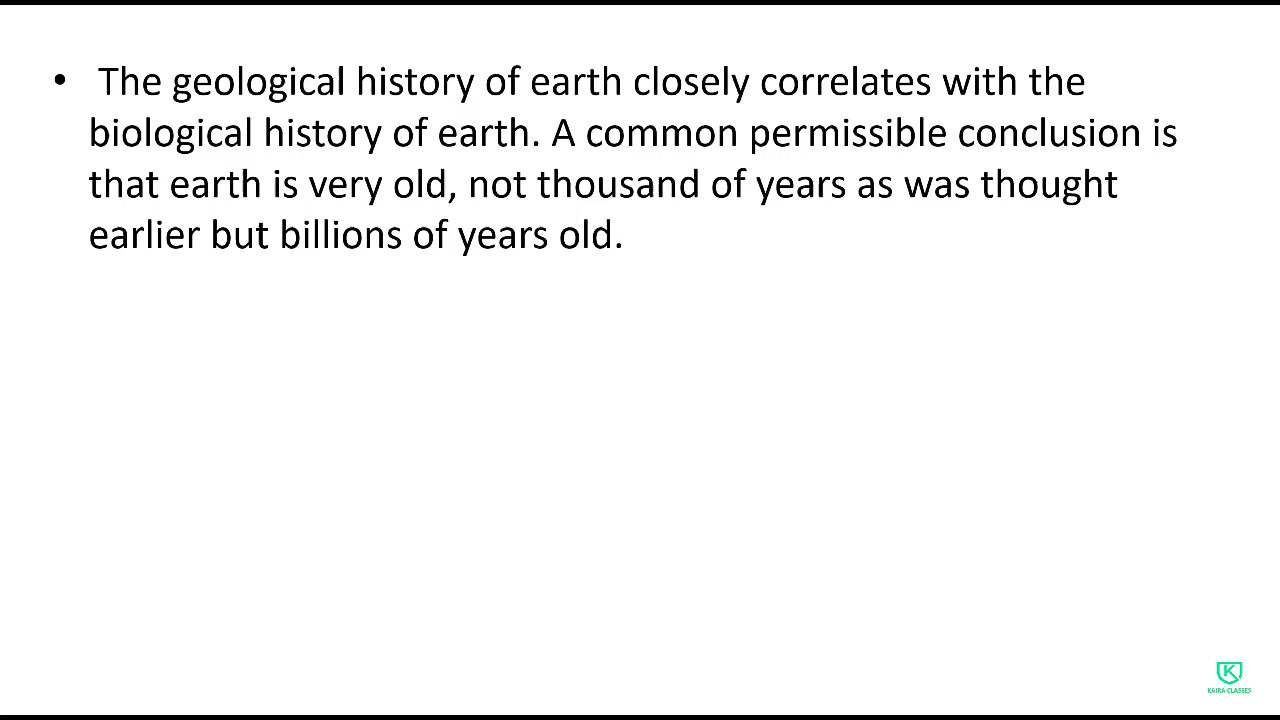 • The geological history of earth closely correlates with the
biological history of earth. A common permissible conclusion is
that earth is very old, not thousand of years as was thought
earlier but billions of years old.
KAIRA CLASSES